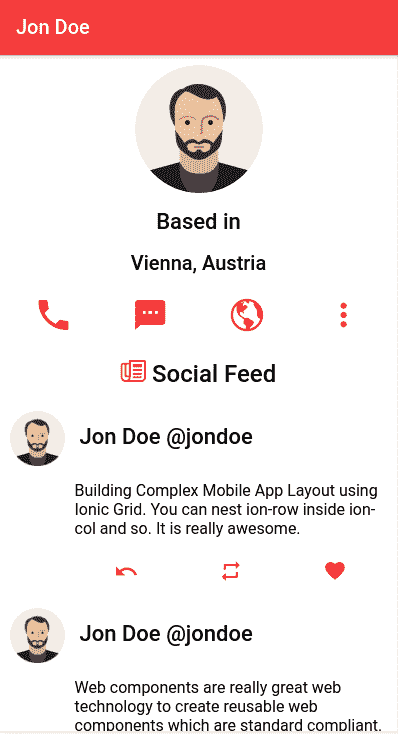 Jon Doe
Based in
Vienna, Austria
Social Feed
Jon Doe @jondoe
Building Complex Mobile App Layout using
Ionic Grid. You can nest ion-row inside ion-
col and so. It is really awesome.
Jon Doe @jondoe
Web components are really great web
technology to create reusable web
components which are standard compliant.